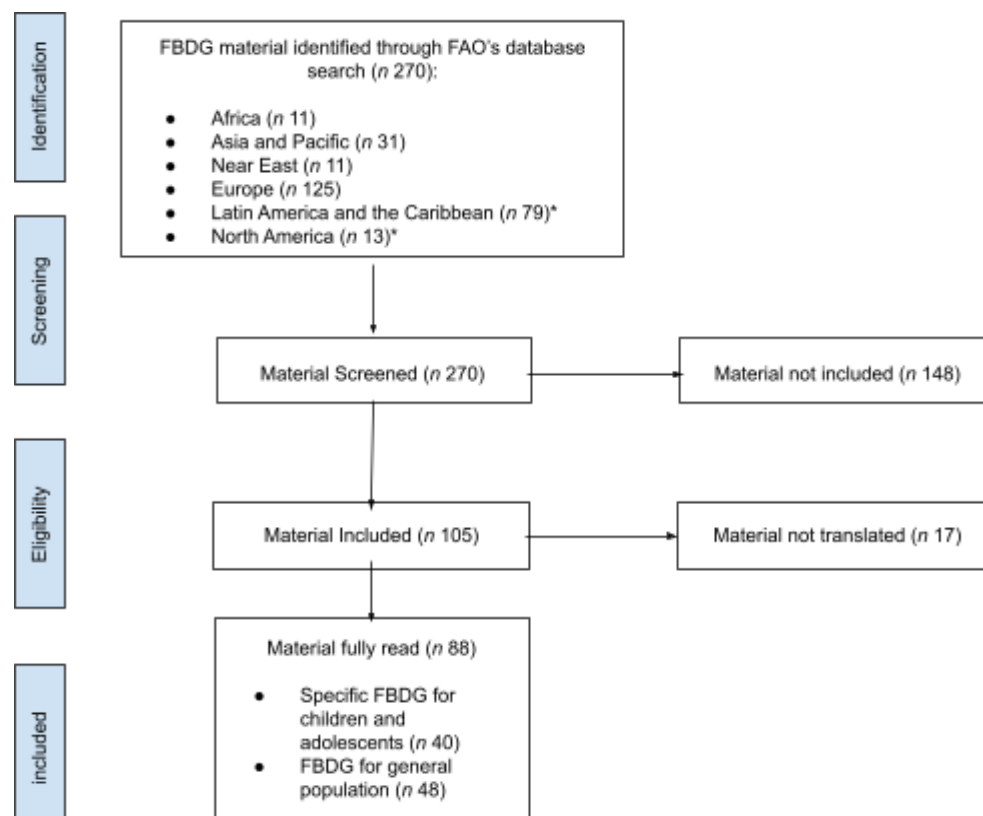 Identification
FBDG material identified through FAO's database
search (n 270):
● Africa (n 11)
● Asia and Pacific (n 31)
● Near East (n 11)
● Europe (n 125)
● Latin America and the Caribbean (n 79)*
● North America (n 13)*
Screening
Material Screened (n 270)
Material not included (n 148)
Eligibility
Material Included (n 105)
Material not translated (n 17)
included
Material fully read (n 88)
● Specific FBDG for
children and
adolescents (n 40)
● FBDG for general
population (n 48)